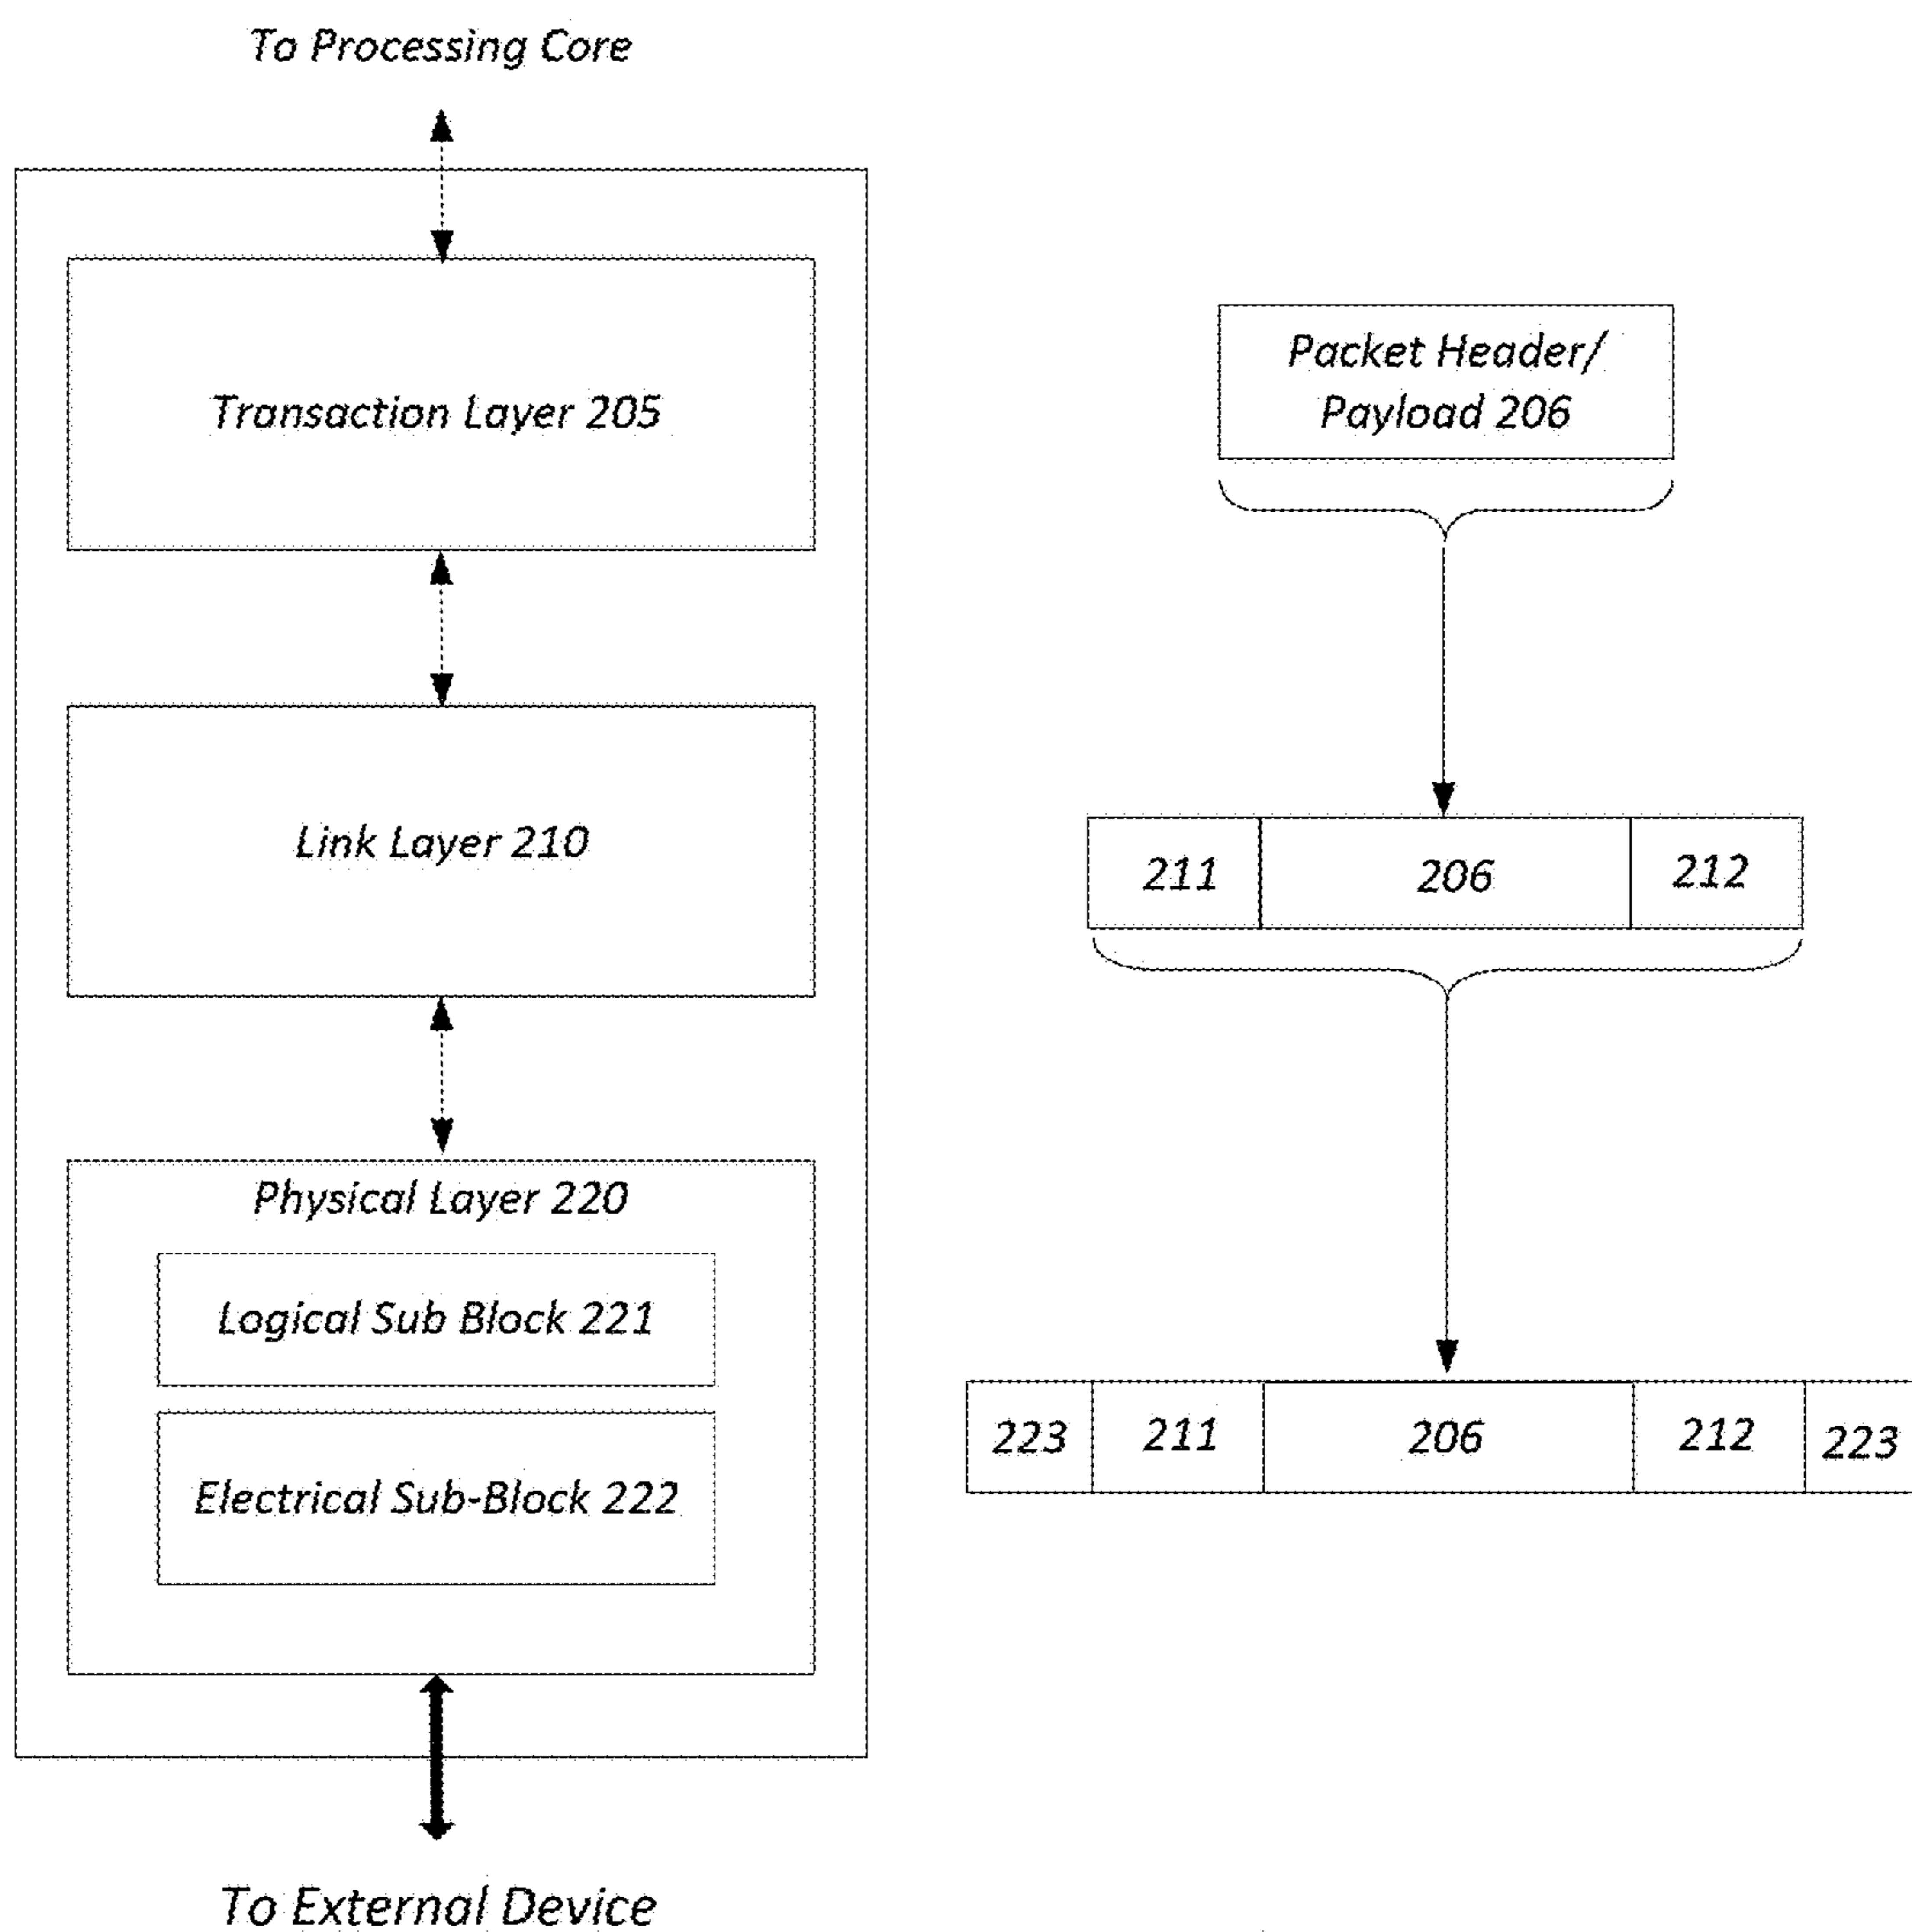 To Processing Core
Transaction Layer 205
Link Layer 210
Physical Layer 220
Logical Sub Block 221
Electrical Sub-Block 222
To External Device
Packet Header/
Payload 206
211 206 212
223 211 206 212 223